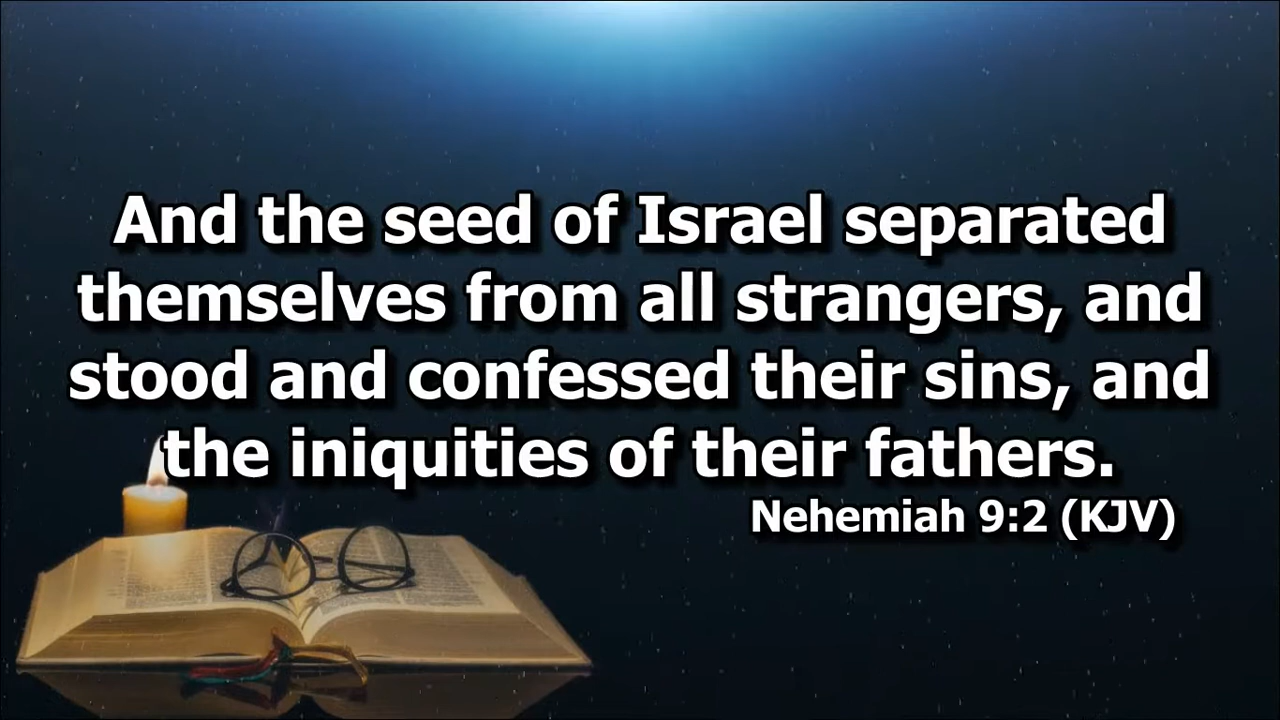 And the seed of Israel separated
themselves from all strangers, and
stood and confessed their sins, and
the iniquities of their fathers.
Nehemiah 9:2 (KJV)